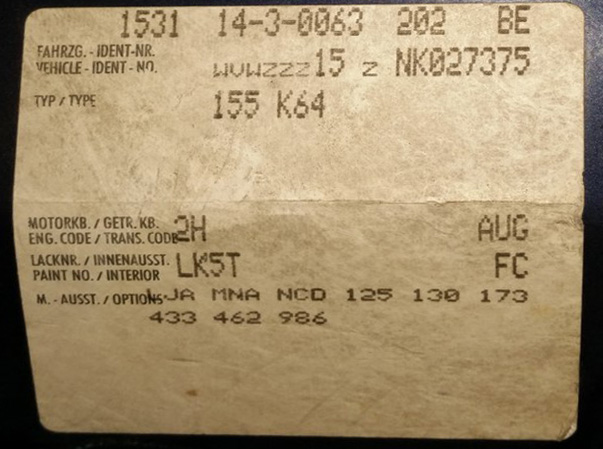 1531 14-3-0063 202 BE
FAHRZG. - IDENT-NR.
VEHICLE - IDENT - NO. WVWZZZ15 Z NK027375
TYP / TYPE 155 K64
MOTORKB. / GETR. KB.
ENG. CODE / TRANS. CODE 2H AUG
LACKNR. / INNENAUSST.
PAINT NO. / INTERIOR LK5T FC
M. - AUSST. / OPTIONS LJA MNA NCD 125 130 173
433 462 986